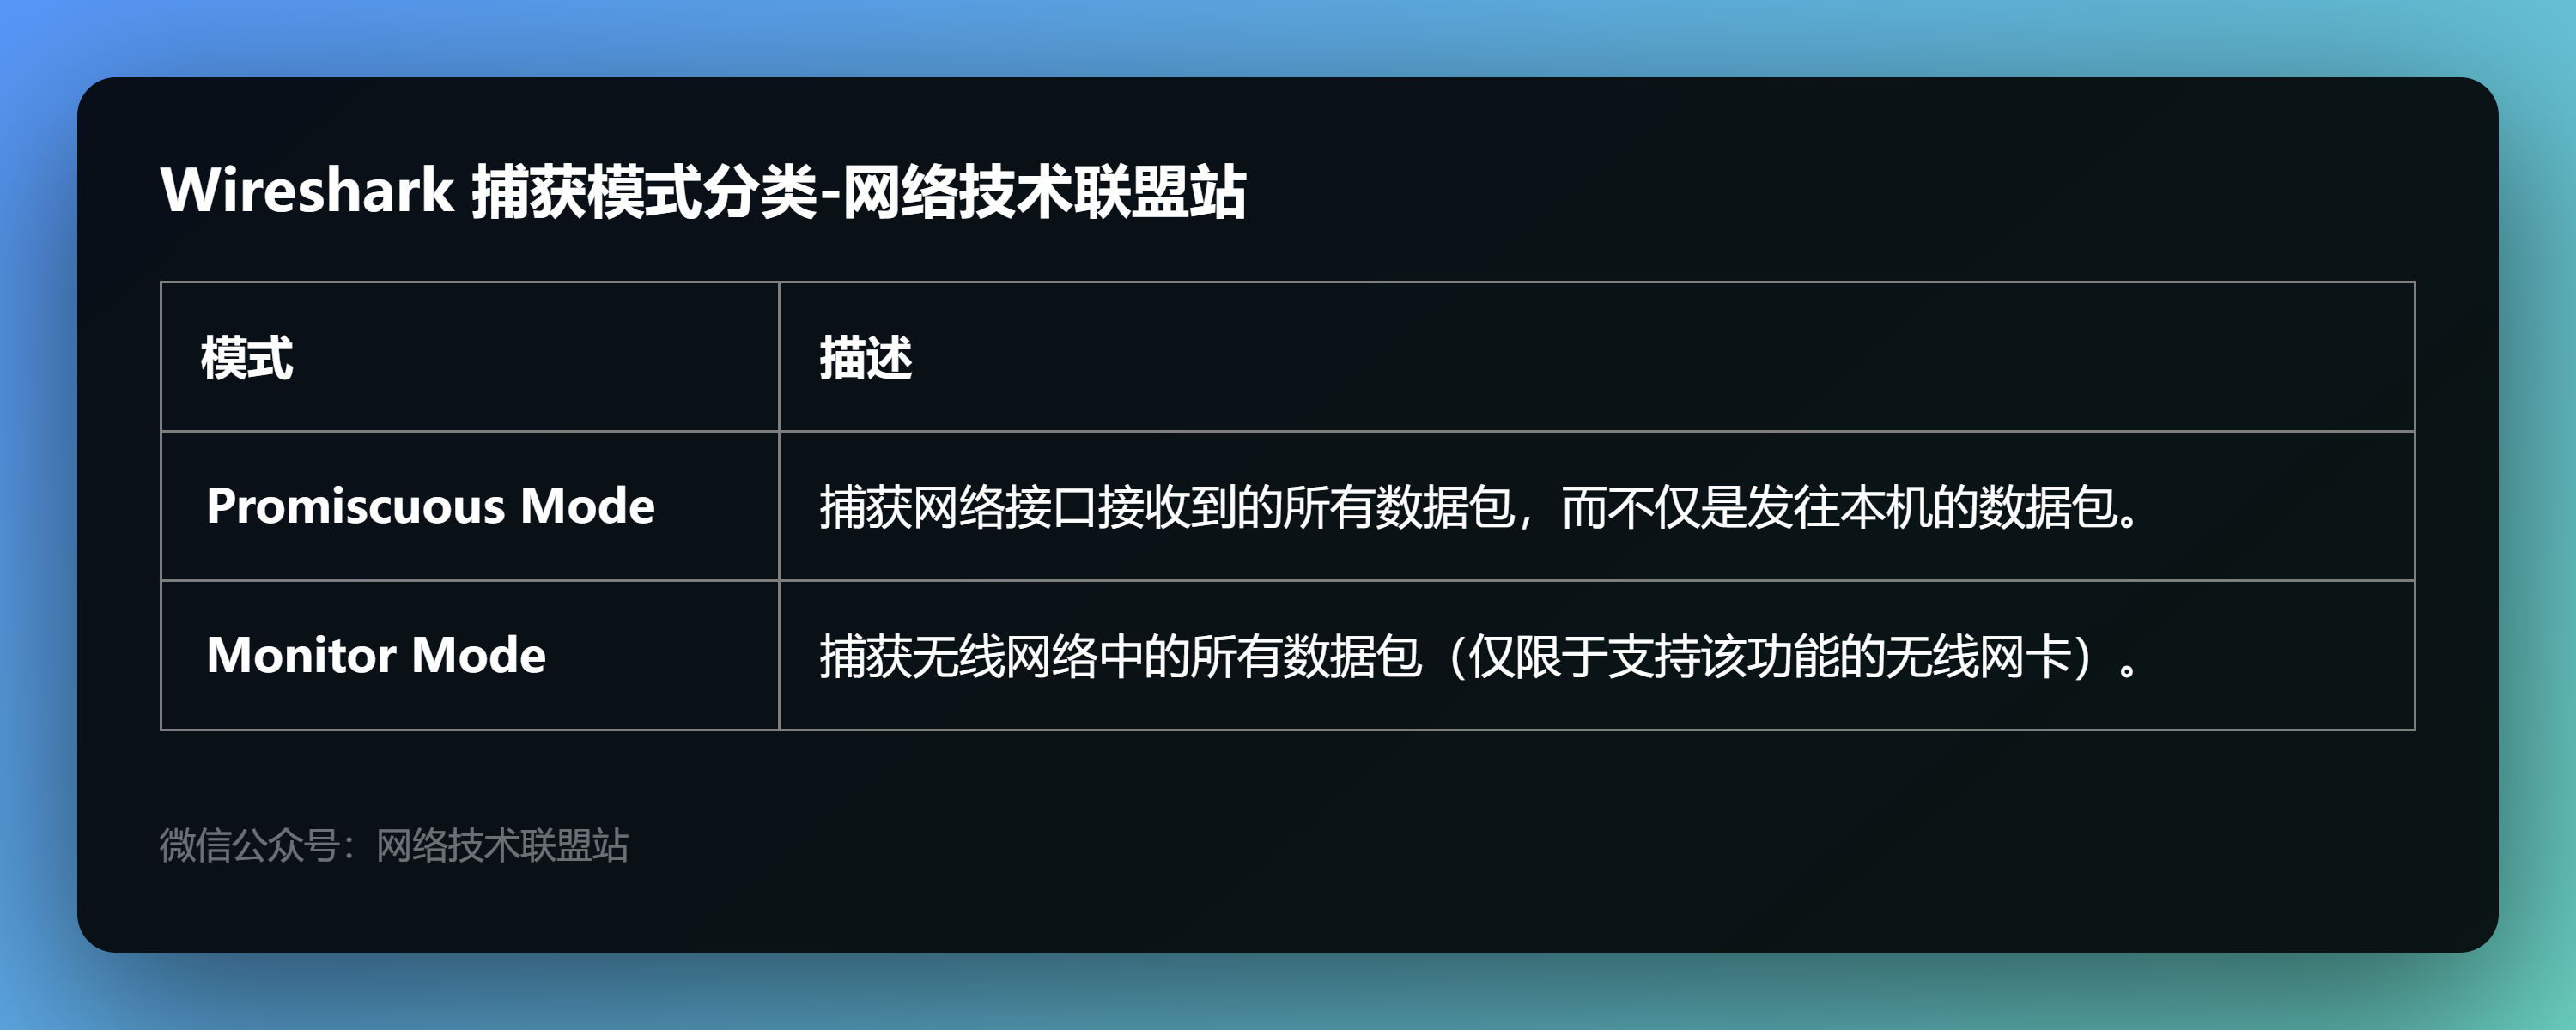 Wireshark 捕获模式分类-网络技术联盟站
模式 描述
Promiscuous Mode 捕获网络接口接收到的所有数据包，而不仅是发往本机的数据包。
Monitor Mode 捕获无线网络中的所有数据包（仅限于支持该功能的无线网卡）。
微信公众号：网络技术联盟站